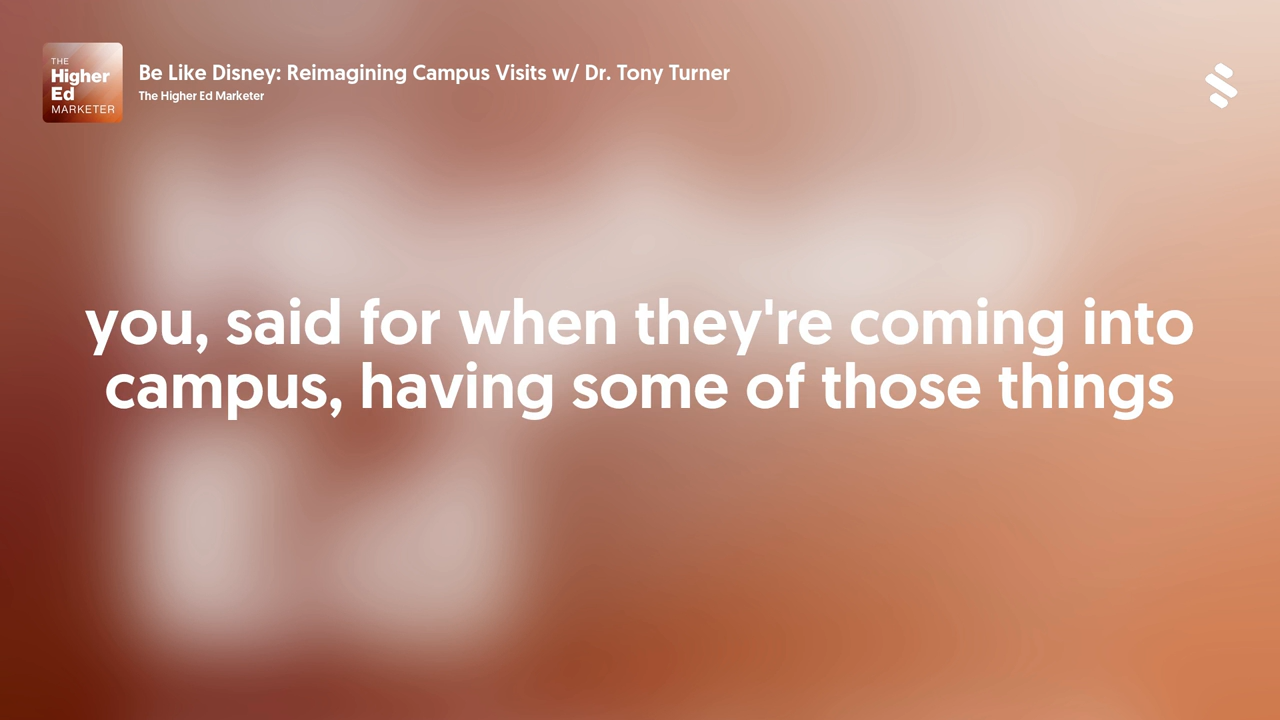 THE
Higher
Ed
MARKETER
Be Like Disney: Reimagining Campus Visits w/ Dr. Tony Turner
The Higher Ed Marketer
you, said for when they're coming into
campus, having some of those things